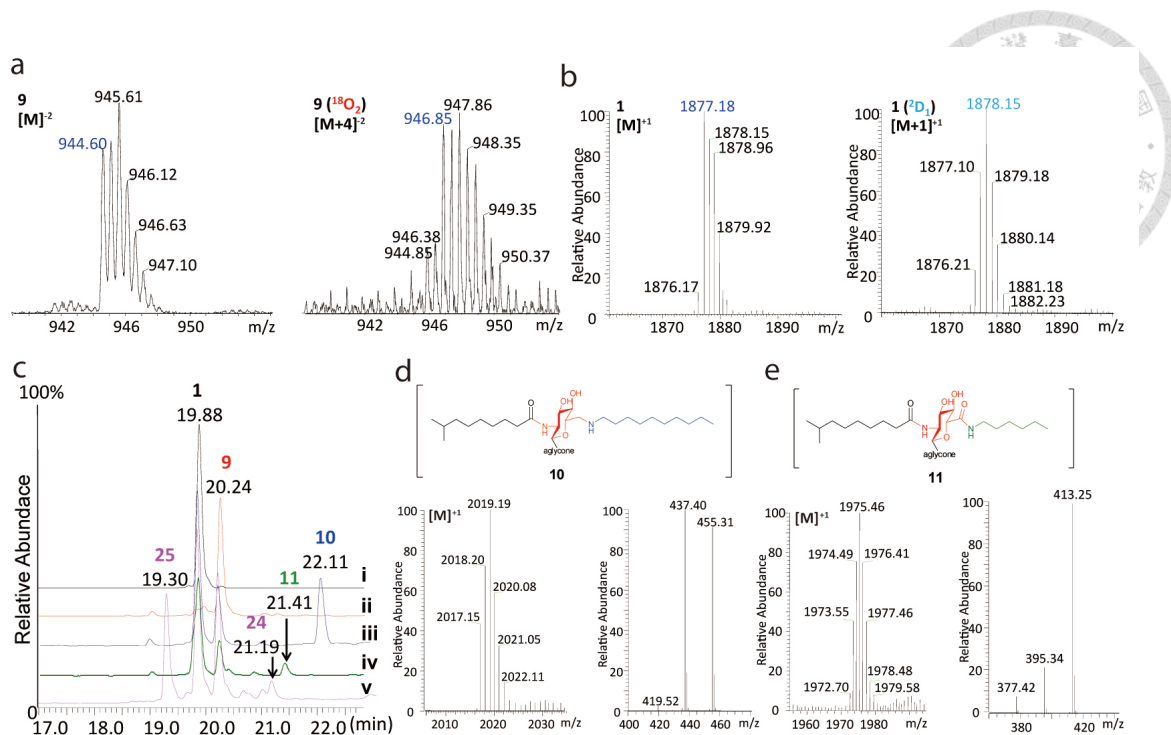 a
9
[M]-2
945.61
944.60
946.12
946.63
947.10
942
946
950
m/z
9 (18O2)
[M+4]-2
947.86
946.85
948.35
949.35
946.38
944.85
950.37
942
946
950
m/z
b
Relative Abundance
100
80
60
40
20
0
1
[M]+1
1877.18
1878.15
1878.96
1879.92
1876.17
1870
1880
1890
m/z
Relative Abundance
100
80
60
40
20
0
1 (2D1)
[M+1]+1
1878.15
1877.10
1879.18
1880.14
1876.21
1881.18
1882.23
1870
1880
1890
m/z
c
100%
Relative Abundace
0
1
19.88
9
20.24
10
22.11
25
19.30
11
21.41
24
21.19
i
ii
iii
iv
v
17.0
18.0
19.0
20.0
21.0
22.0
(min)
d
O
OH
OH
N
H
O
N
H
aglycone
10
Relative Abundance
100
80
60
40
20
0
[M]+1
2019.19
2018.20
2020.08
2017.15
2021.05
2022.11
2010
2020
2030
m/z
Relative Abundance
100
80
60
40
20
0
437.40
455.31
419.52
400
420
440
460
m/z
e
O
OH
OH
O
N
H
O
N
H
aglycone
11
Relative Abundance
100
80
60
40
20
0
[M]+1
1975.46
1974.49
1976.41
1973.55
1977.46
1978.48
1972.70
1979.58
1960
1970
1980
m/z
Relative Abundance
100
80
60
40
20
0
413.25
395.34
377.42
380
420
m/z